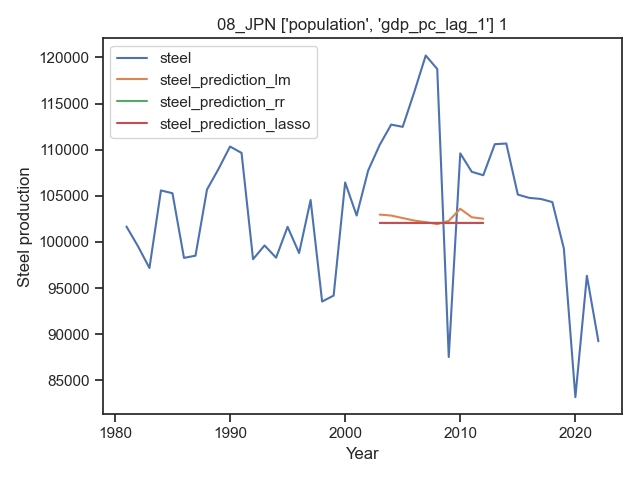 08_JPN ['population', 'gdp_pc_lag_1'] 1
steel
steel_prediction_lm
steel_prediction_rr
steel_prediction_lasso
120000
115000
110000
105000
100000
95000
90000
85000
Steel production
1980
1990
2000
2010
2020
Year